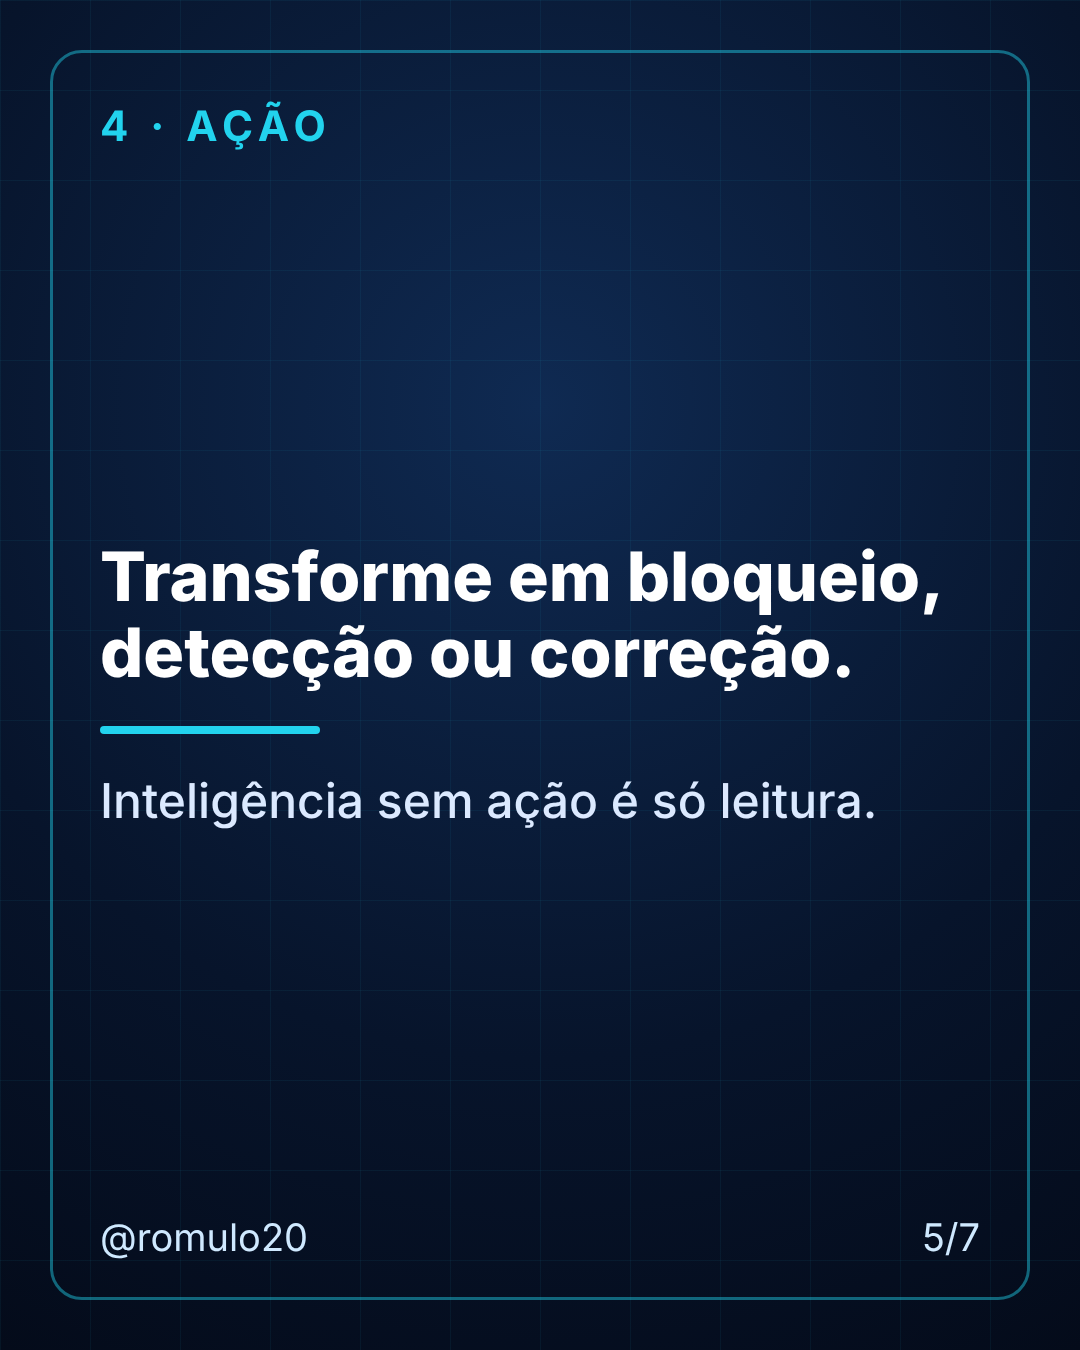 4 · AÇÃO
Transforme em bloqueio,
detecção ou correção.
Inteligência sem ação é só leitura.
@romulo20
5/7